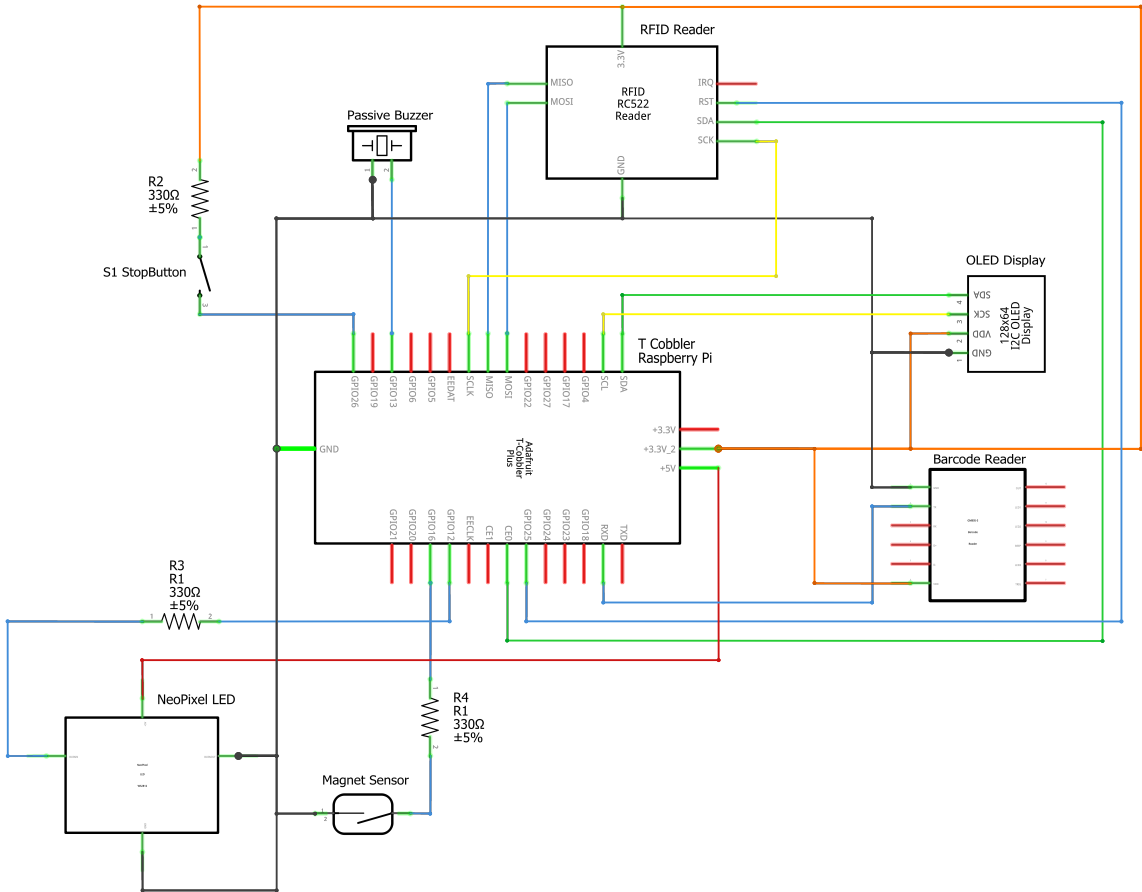 RFID Reader
3.3V
MISO
MOSI
RFID
RC522
Reader
IRQ
RST
SDA
SCK
GND
Passive Buzzer
1
2
2
R2
330Ω
±5%
1
1
S1 StopButton
3
OLED Display
SDA
SCK
VDD
GND
4
3
2
1
128x64
I2C OLED
Display
T Cobbler
Raspberry Pi
GPIO26
GPIO19
GPIO13
GPIO6
GPIO5
EEDAT
SCLK
MISO
MOSI
GPIO22
GPIO27
GPIO17
GPIO4
SCL
SDA
GND
Adafruit
T-Cobbler
Plus
+3.3V
+3.3V_2
+5V
GPIO21
GPIO20
GPIO16
GPIO12
EECLK
CE1
CE0
GPIO25
GPIO24
GPIO23
GPIO18
RXD
TXD
Barcode Reader
R3
R1
330Ω
±5%
1
2
NeoPixel LED
1
R4
R1
330Ω
±5%
2
Magnet Sensor
1
2